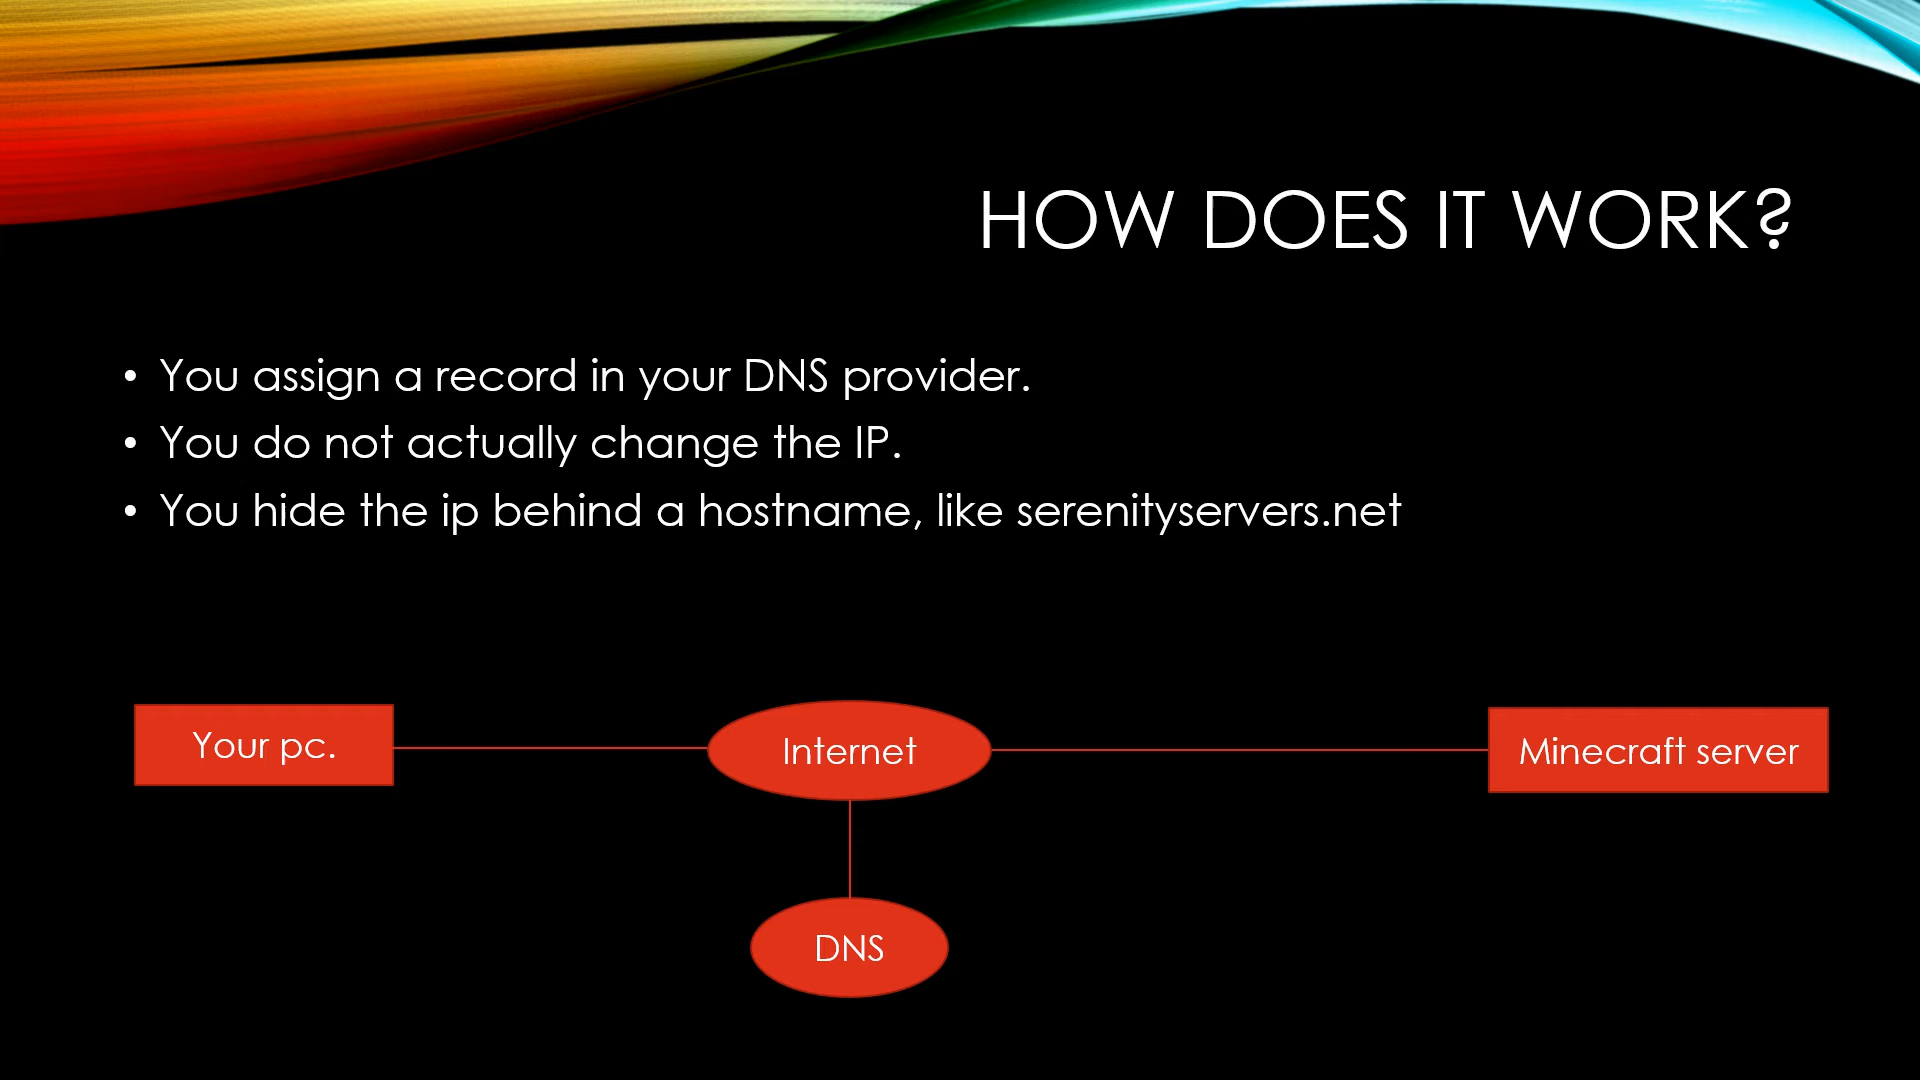 HOW DOES IT WORK?
• You assign a record in your DNS provider.
• You do not actually change the IP.
• You hide the ip behind a hostname, like serenityservers.net
Your pc.
Internet
Minecraft server
DNS